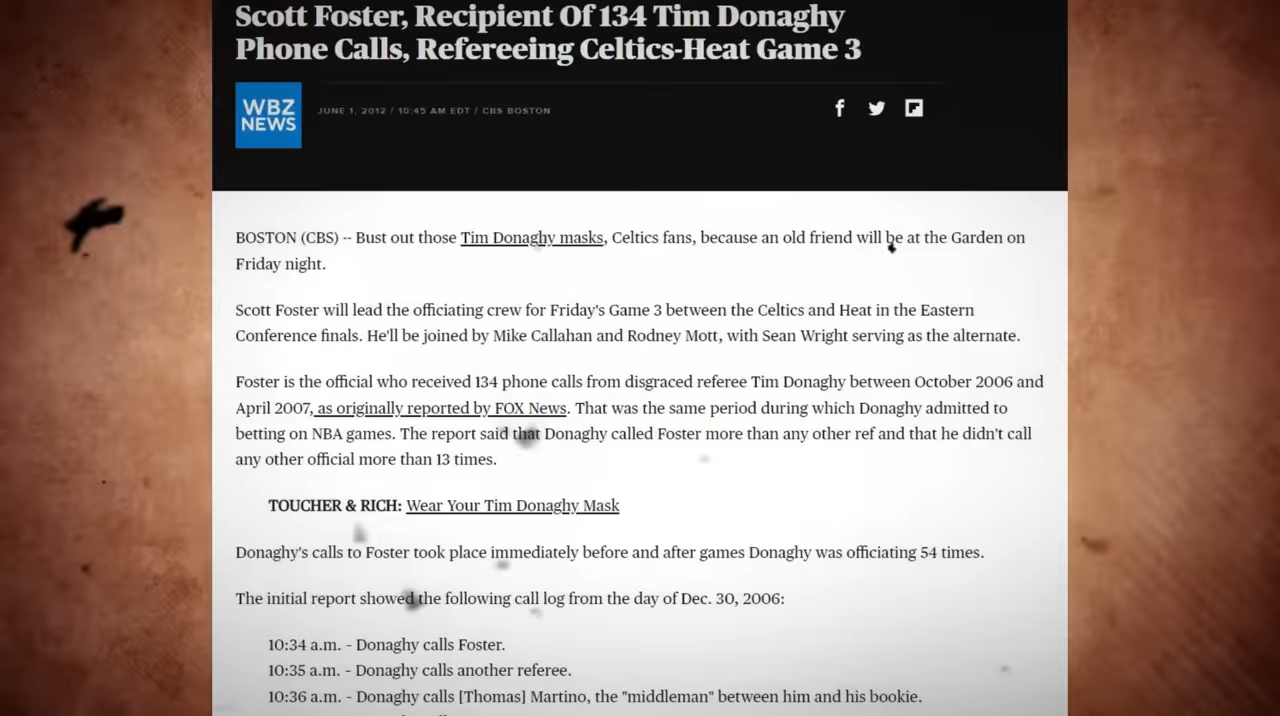 Scott Foster, Recipient Of 134 Tim Donaghy
Phone Calls, Refereeing Celtics-Heat Game 3
WBZ
NEWS
JUNE 1, 2012 / 10:45 AM EDT / CBS BOSTON
BOSTON (CBS) -- Bust out those Tim Donaghy masks, Celtics fans, because an old friend will be at the Garden on
Friday night.
Scott Foster will lead the officiating crew for Friday's Game 3 between the Celtics and Heat in the Eastern
Conference finals. He'll be joined by Mike Callahan and Rodney Mott, with Sean Wright serving as the alternate.
Foster is the official who received 134 phone calls from disgraced referee Tim Donaghy between October 2006 and
April 2007, as originally reported by FOX News. That was the same period during which Donaghy admitted to
betting on NBA games. The report said that Donaghy called Foster more than any other ref and that he didn't call
any other official more than 13 times.
TOUCHER & RICH: Wear Your Tim Donaghy Mask
Donaghy's calls to Foster took place immediately before and after games Donaghy was officiating 54 times.
The initial report showed the following call log from the day of Dec. 30, 2006:
10:34 a.m. - Donaghy calls Foster.
10:35 a.m. - Donaghy calls another referee.
10:36 a.m. - Donaghy calls [Thomas] Martino, the "middleman" between him and his bookie.